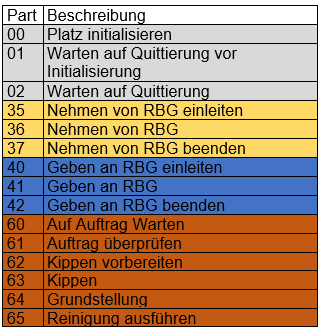 Part Beschreibung
00 Platz initialisieren
01 Warten auf Quittierung vor
Initialisierung
02 Warten auf Quittierung
35 Nehmen von RBG einleiten
36 Nehmen von RBG
37 Nehmen von RBG beenden
40 Geben an RBG einleiten
41 Geben an RBG
42 Geben an RBG beenden
60 Auf Auftrag Warten
61 Auftrag überprüfen
62 Kippen vorbereiten
63 Kippen
64 Grundstellung
65 Reinigung ausführen